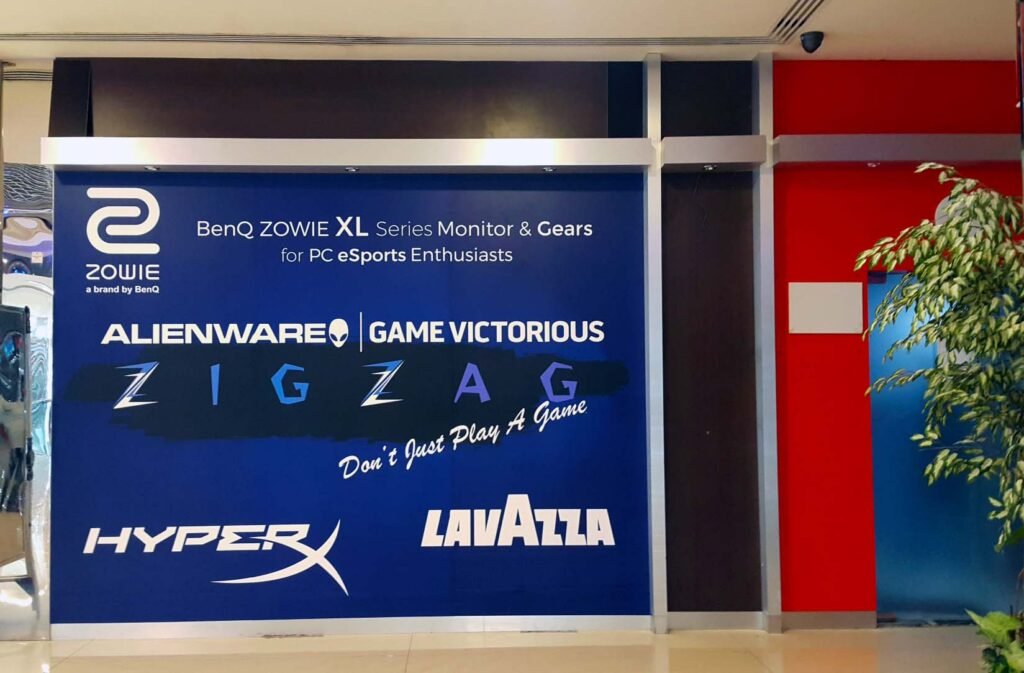 BenQ ZOWIE XL Series Monitor & Gears
for PC eSports Enthusiasts
ZOWIE
a brand by BenQ
ALIENWARE | GAME VICTORIOUS
ZIGZAG
Don't Just Play A Game
HYPERX
LAVAZZA